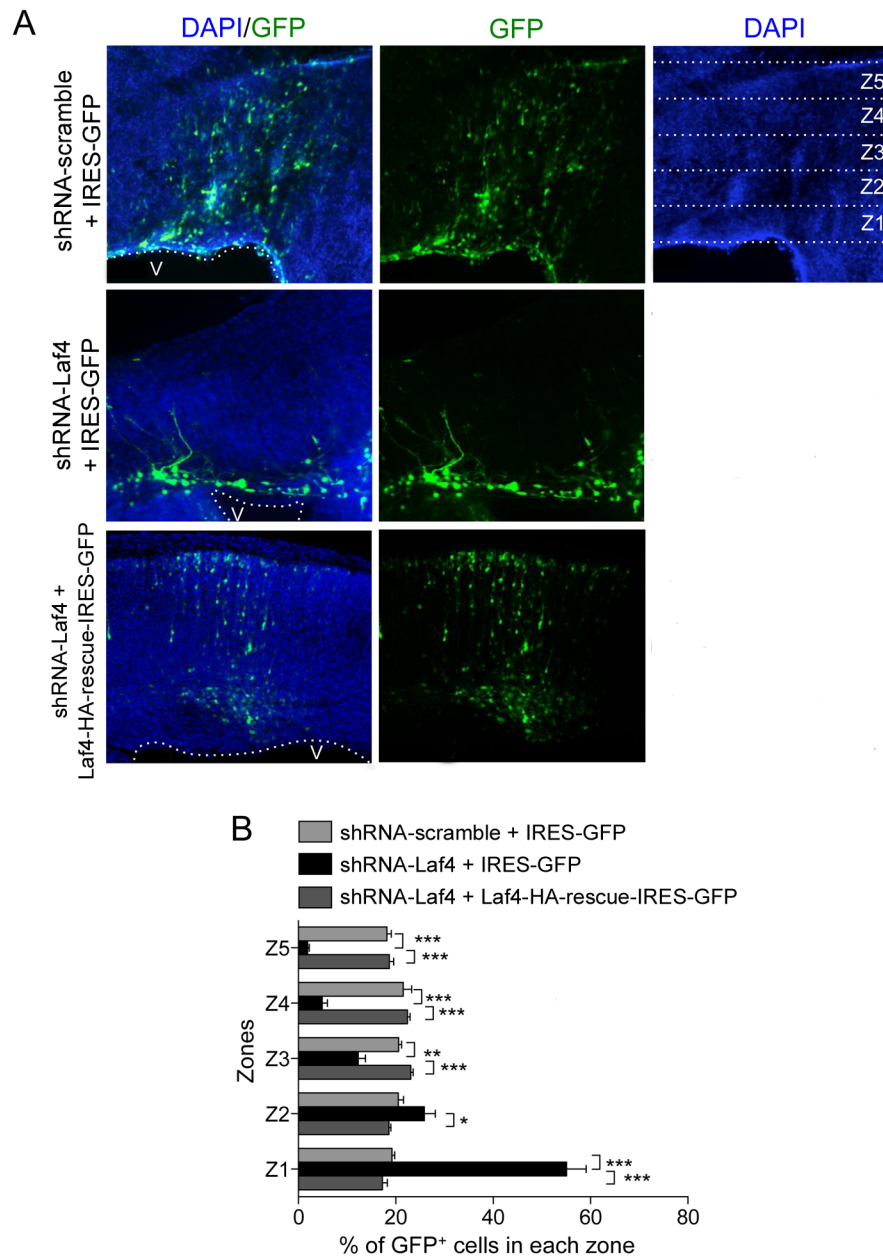 A
DAPI/GFP GFP DAPI
shRNA-scramble
+ IRES-GFP
Z5
Z4
Z3
Z2
Z1
V
shRNA-Laf4
+ IRES-GFP
V
shRNA-Laf4 +
Laf4-HA-rescue-IRES-GFP
V
B
shRNA-scramble + IRES-GFP
shRNA-Laf4 + IRES-GFP
shRNA-Laf4 + Laf4-HA-rescue-IRES-GFP
Zones
Z5 ***
***
Z4 ***
***
Z3 **
***
Z2 *
Z1 ***
***
0 20 40 60 80
% of GFP⁺ cells in each zone